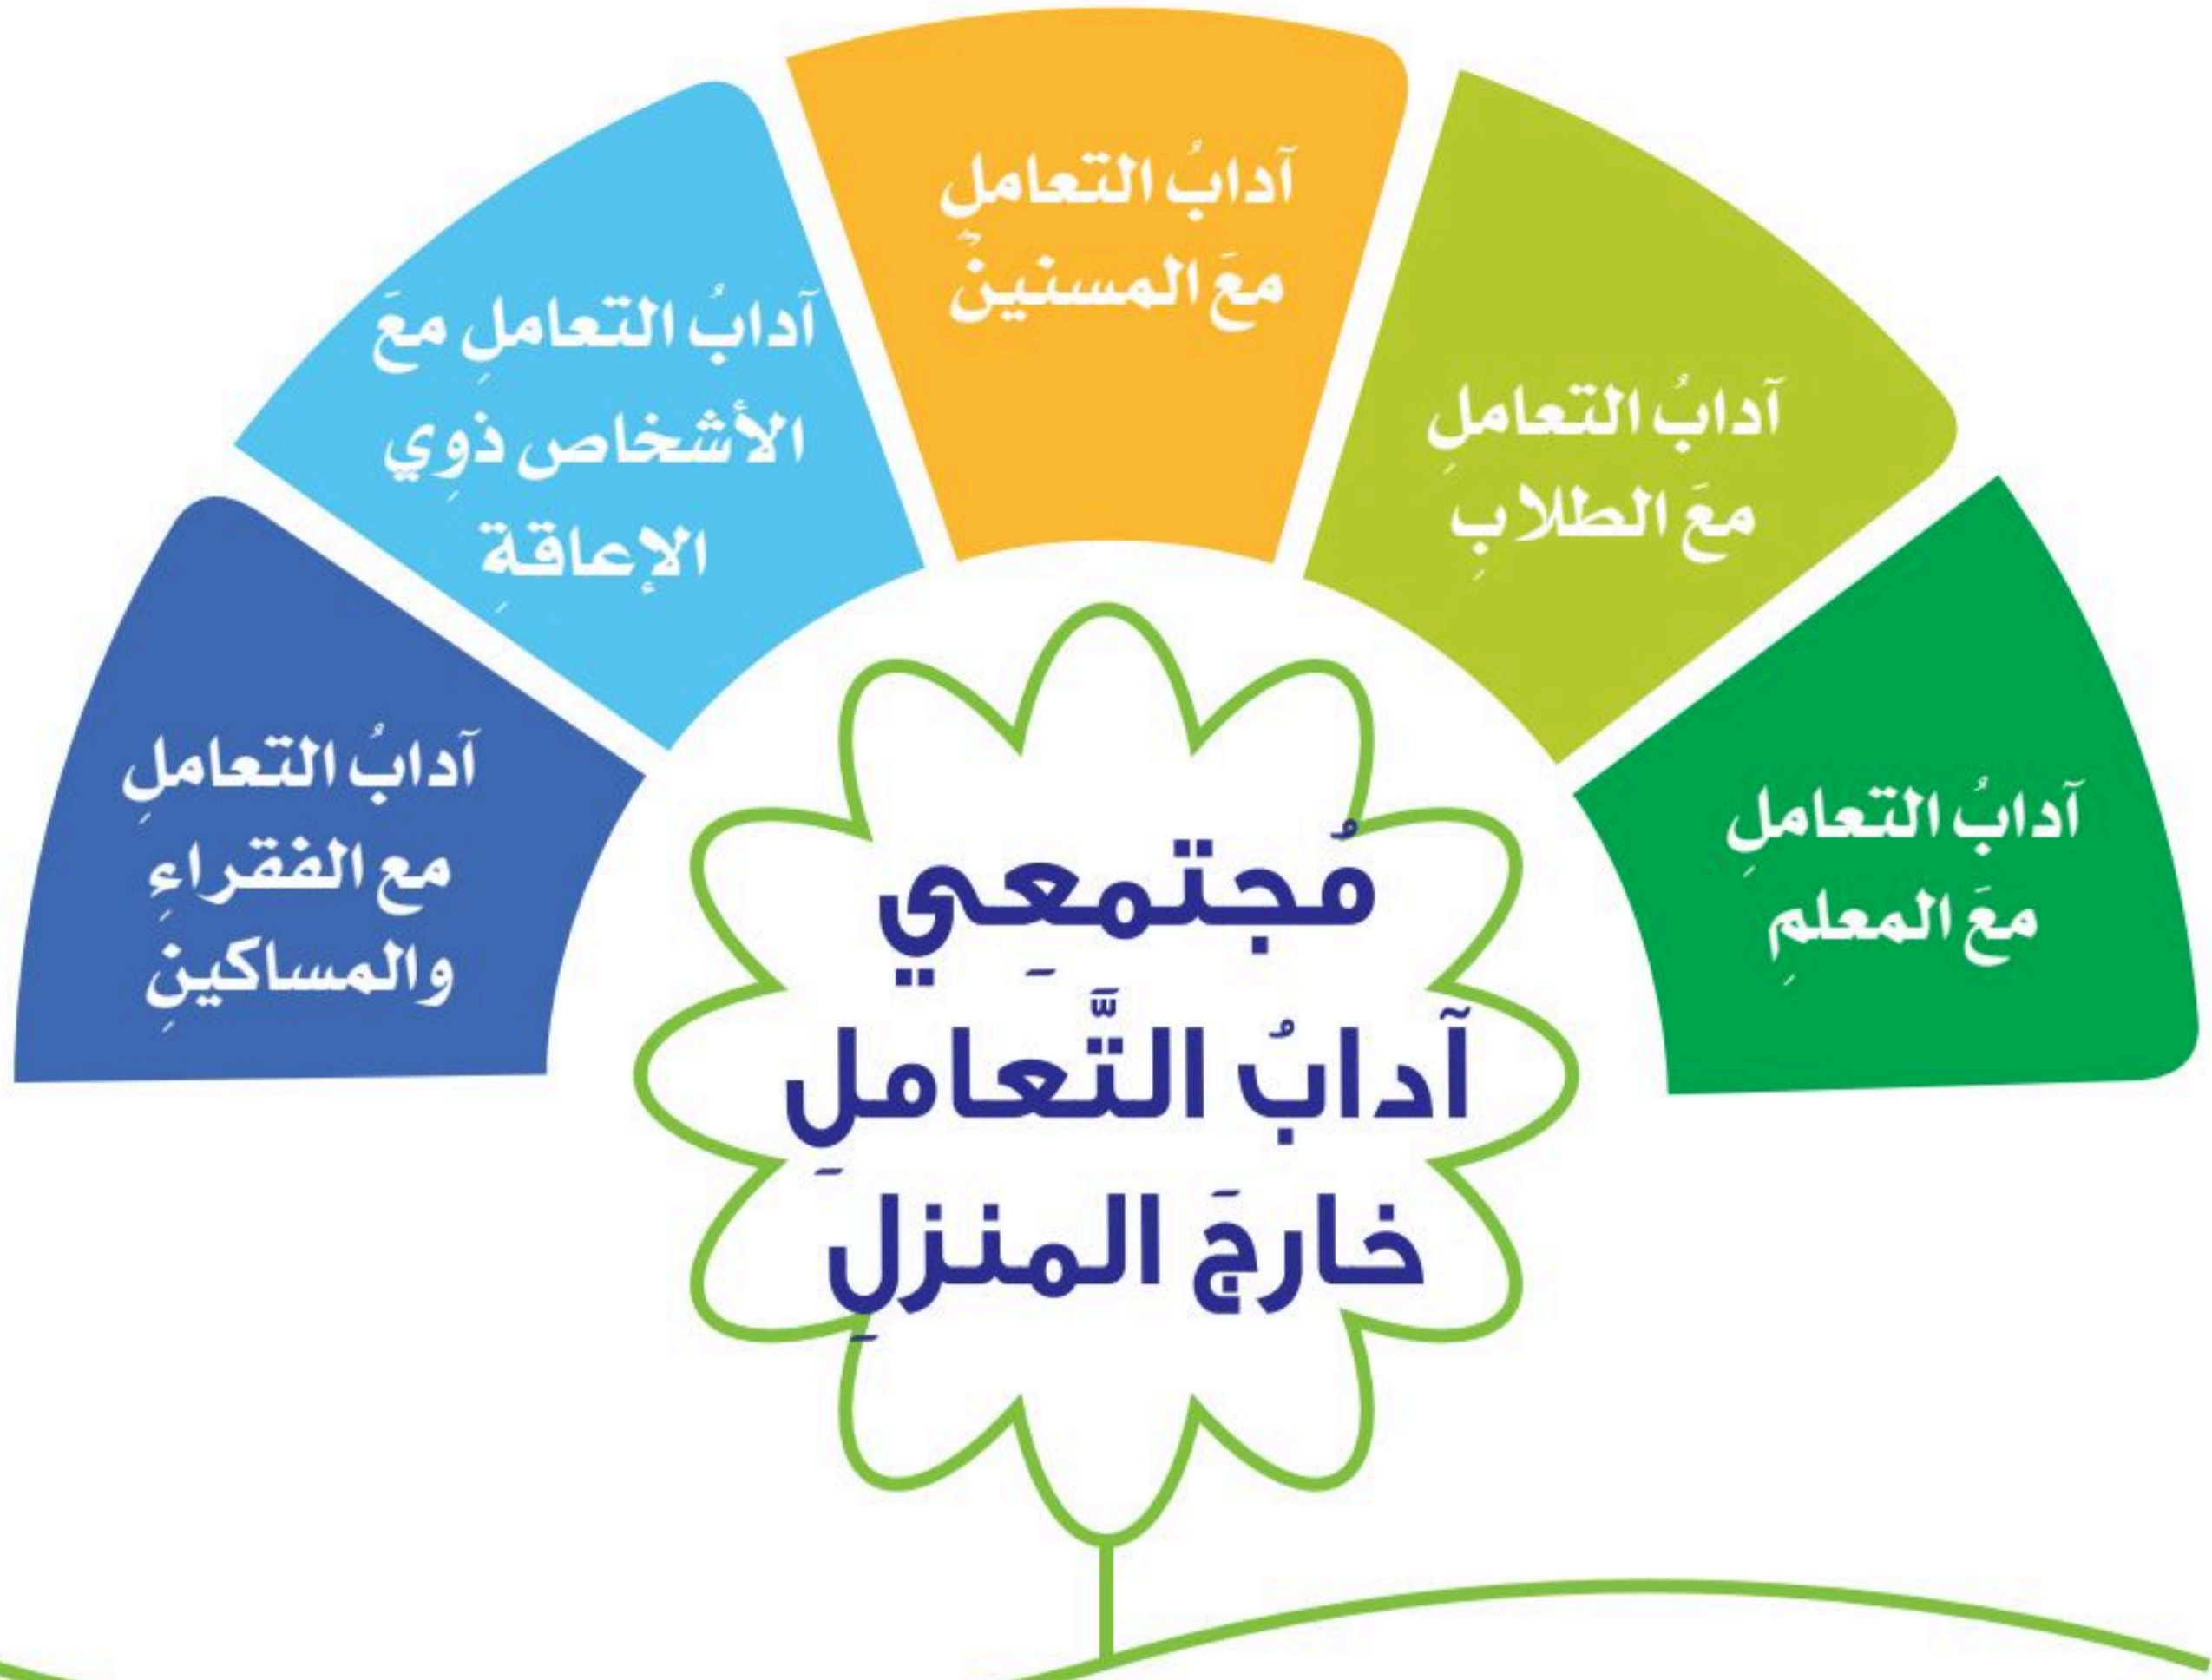 آدابُ التعاملِ
معَ المعلمِ
آدابُ التعاملِ
معَ الطلابِ
آدابُ التعاملِ
معَ المسنينَّ
آدابُ التعاملِ معَ
الأشخاص ذوِي
الإعاقةِ
آدابُ التعاملِ
مع الفقراءِ
والمساكينِ
مُجتمعِي
آدابُ التَّعاملِ
خارجَ المنزلِ